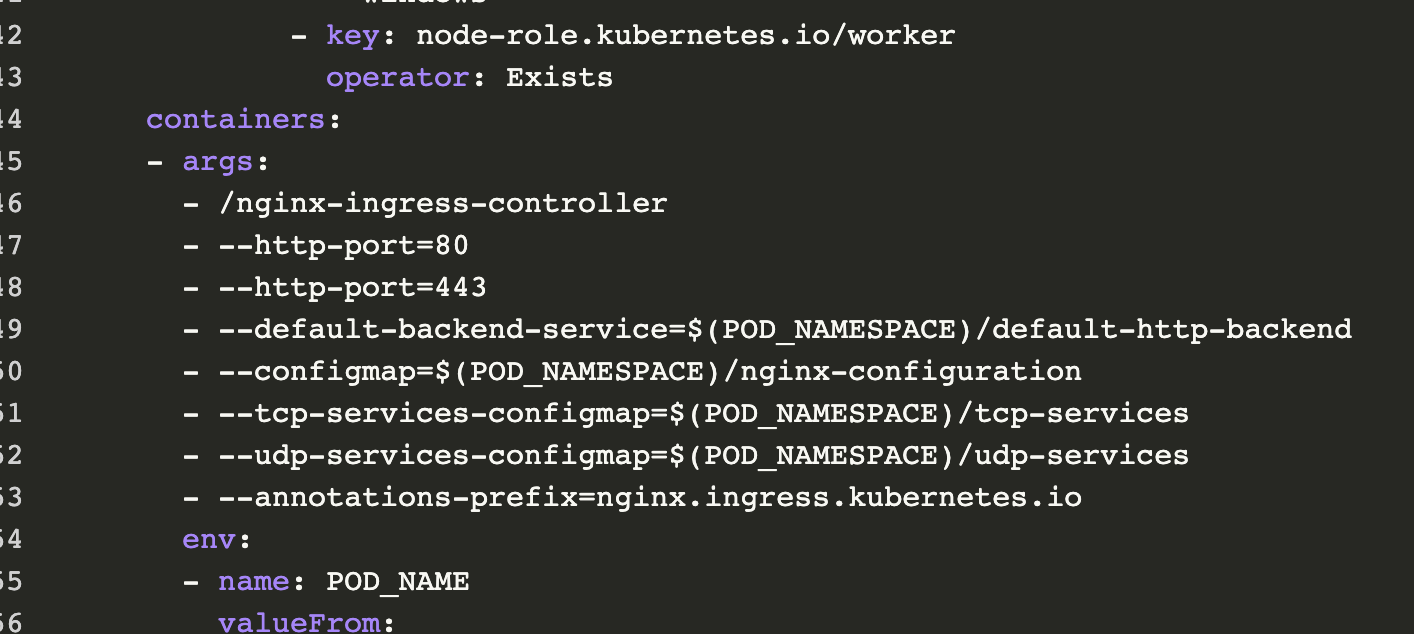 windows
42 - key: node-role.kubernetes.io/worker
43 operator: Exists
44 containers:
45 - args:
46 - /nginx-ingress-controller
47 - --http-port=80
48 - --http-port=443
49 - --default-backend-service=$(POD_NAMESPACE)/default-http-backend
50 - --configmap=$(POD_NAMESPACE)/nginx-configuration
51 - --tcp-services-configmap=$(POD_NAMESPACE)/tcp-services
52 - --udp-services-configmap=$(POD_NAMESPACE)/udp-services
53 - --annotations-prefix=nginx.ingress.kubernetes.io
54 env:
55 - name: POD_NAME
56 valueFrom: